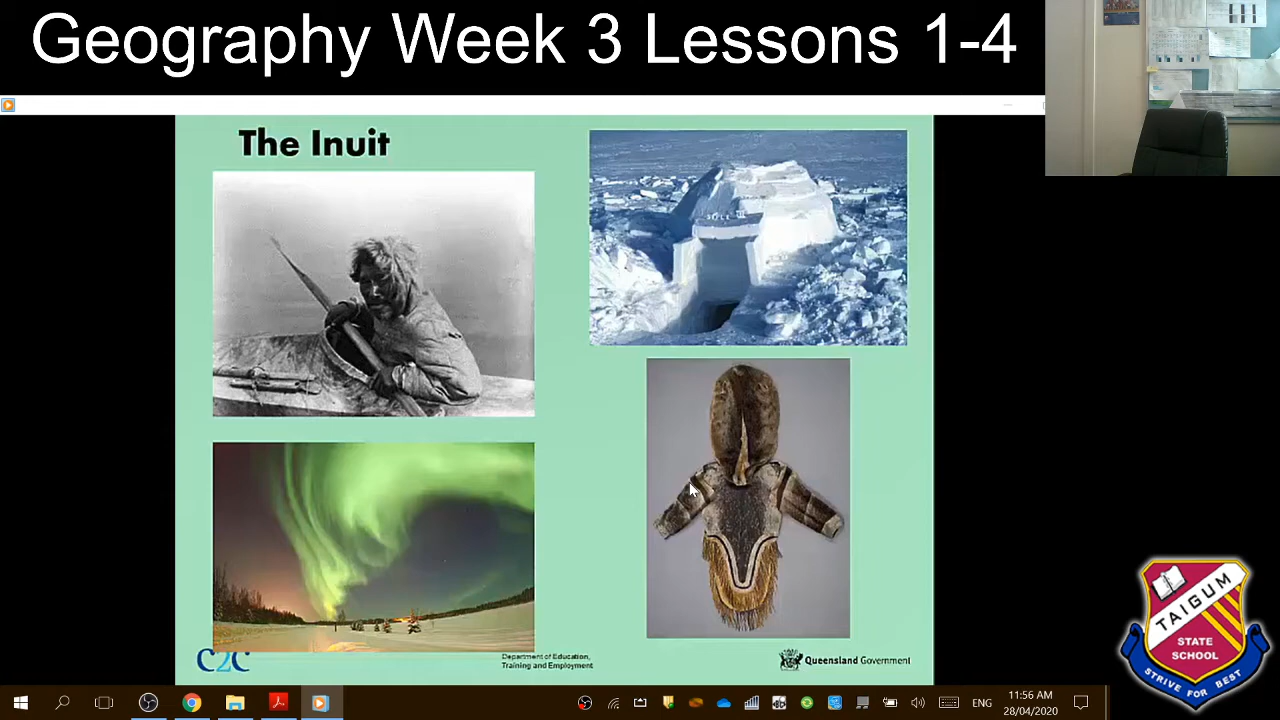 Geography Week 3 Lessons 1-4
The Inuit
C2C
Department of Education,
Training and Employment
Queensland Government
TAIGUM
STATE
SCHOOL
STRIVE FOR BEST
ENG
11:56 AM
28/04/2020